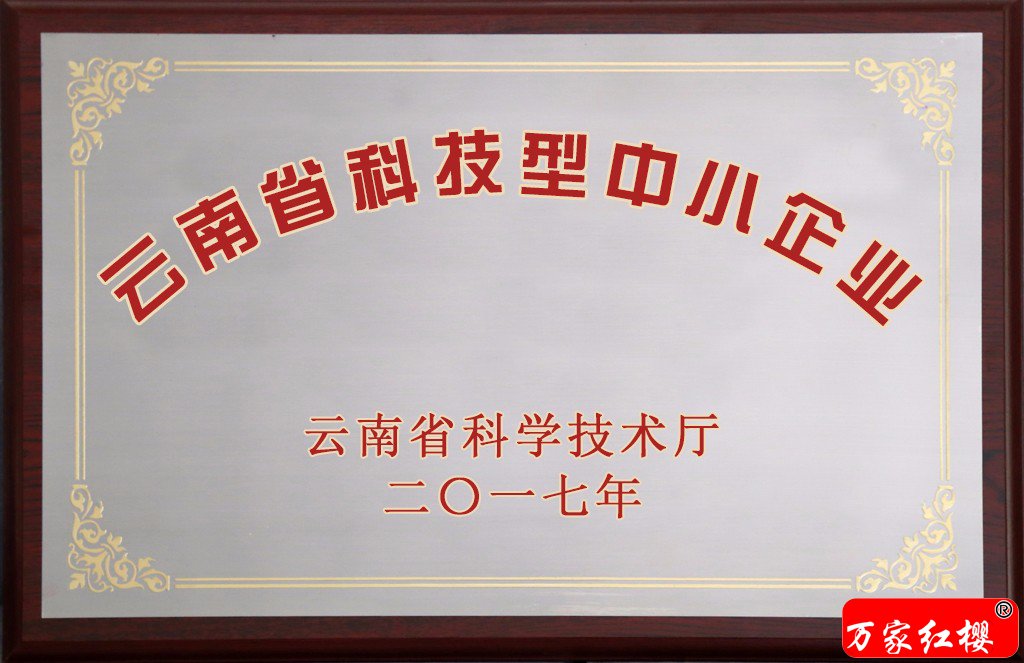 云南省科技型中小企业
云南省科学技术厅
二〇一七年
万家红樱®